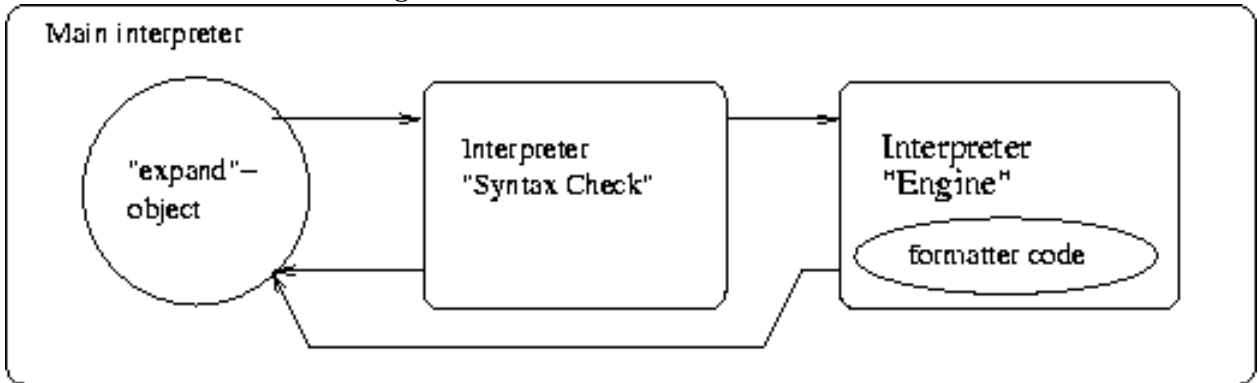 Main interpreter
"expand"–
object
Interpreter
"Syntax Check"
Interpreter
"Engine"
formatter code